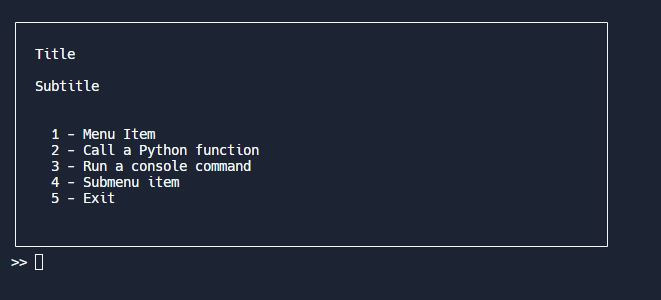 Title
Subtitle
1 - Menu Item
2 - Call a Python function
3 - Run a console command
4 - Submenu item
5 - Exit
>>